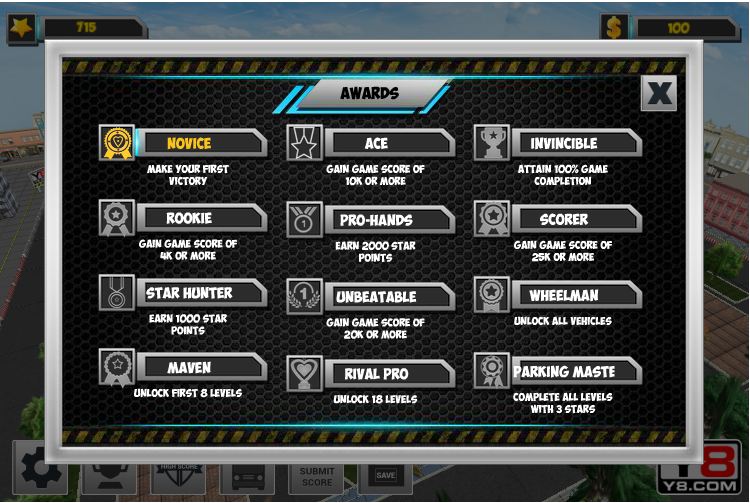 715
100
AWARDS
X
NOVICE
MAKE YOUR FIRST
VICTORY
ACE
GAIN GAME SCORE OF
10K OR MORE
INVINCIBLE
ATTAIN 100% GAME
COMPLETION
ROOKIE
GAIN GAME SCORE OF
4K OR MORE
PRO-HANDS
EARN 2000 STAR
POINTS
SCORER
GAIN GAME SCORE OF
25K OR MORE
STAR HUNTER
EARN 1000 STAR
POINTS
UNBEATABLE
GAIN GAME SCORE OF
20K OR MORE
WHEELMAN
UNLOCK ALL VEHICLES
MAVEN
UNLOCK FIRST 8 LEVELS
RIVAL PRO
UNLOCK 18 LEVELS
PARKING MASTE
COMPLETE ALL LEVELS
WITH 3 STARS
HIGH SCORE
SUBMIT
SCORE
SAVE
Y8
Y8.COM